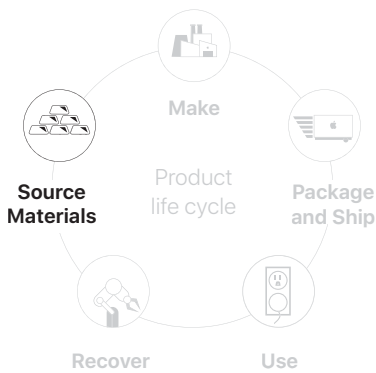 Make
Source
Materials
Product
life cycle
Package
and Ship
Recover
Use